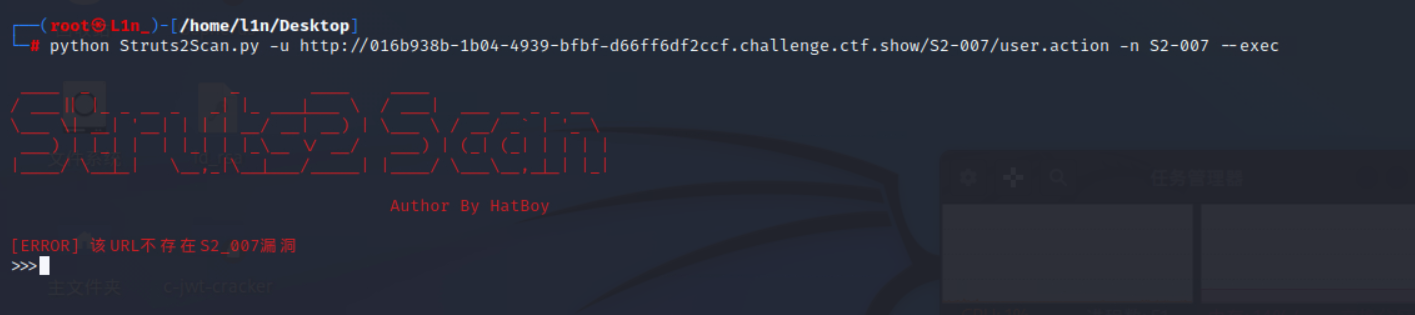 ┌──(root㉿L1n_)-[/home/l1n/Desktop]
└─# python Struts2Scan.py -u http://016b938b-1b04-4939-bfbf-d66ff6df2ccf.challenge.ctf.show/S2-007/user.action -n S2-007 --exec
Struts2 Scan
任务管理器
Author By HatBoy
[ERROR] 该URL不存在S2_007漏洞
>>>
主文件夹 c-jwt-cracker